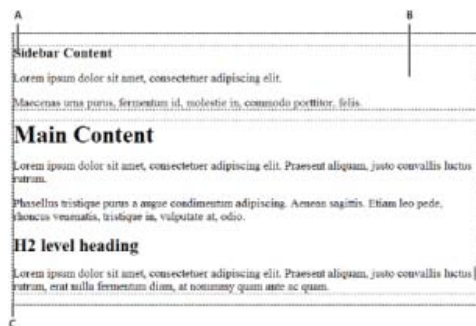 A
B
Sidebar Content
Lorem ipsum dolor sit amet, consectetuer adipiscing elit.
Maecenas urna purus, fermentum id, molestie in, commodo porttitor, felis.
Main Content
Lorem ipsum dolor sit amet, consectetuer adipiscing elit. Praesent aliquam, justo convallis luctus
rutrum.
Phasellus tristique purus a augue condimentum adipiscing. Aenean sagittis. Etiam leo pede,
rhoncus venenatis, tristique in, vulputate at, odio.
H2 level heading
Lorem ipsum dolor sit amet, consectetuer adipiscing elit. Praesent aliquam, justo convallis luctus
rutrum, erat nulla fermentum diam, at nonummy quam ante ac quam.
C